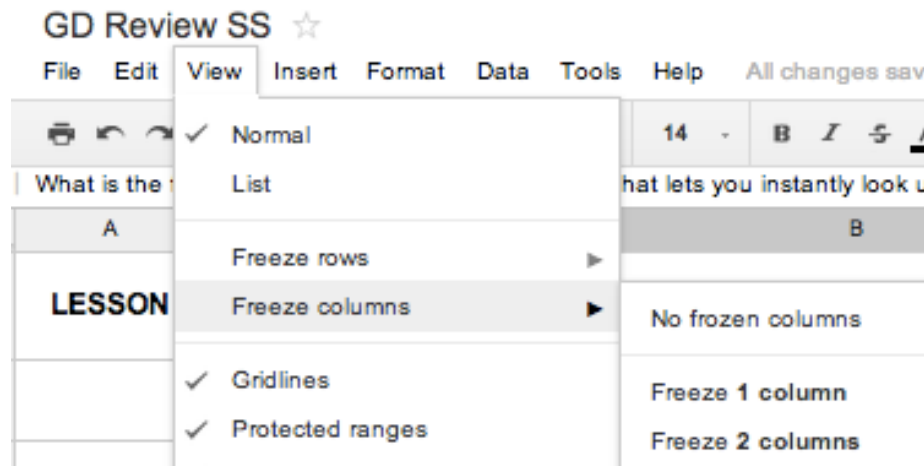 GD Review SS
File Edit View Insert Format Data Tools Help All changes sav
14 B I S
What is the hat lets you instantly look u
A B
LESSON
Normal
List
Freeze rows
Freeze columns
Gridlines
Protected ranges
No frozen columns
Freeze 1 column
Freeze 2 columns